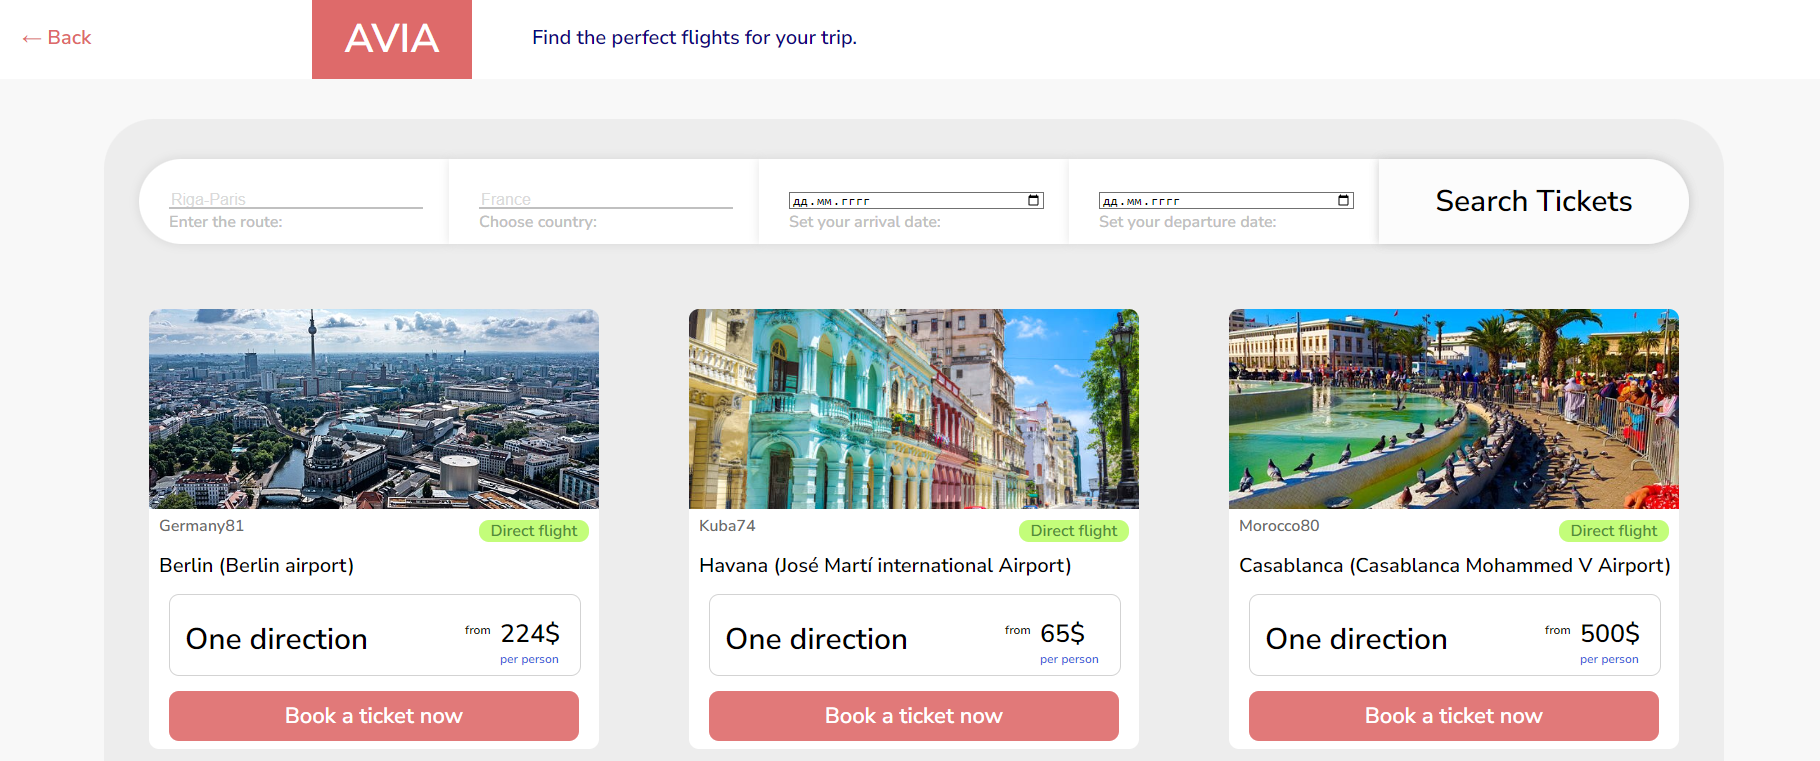 ← Back
AVIA
Find the perfect flights for your trip.
Riga-Paris
Enter the route:
France
Choose country:
дд.мм.гггг
Set your arrival date:
дд.мм.гггг
Set your departure date:
Search Tickets
Germany81
Direct flight
Berlin (Berlin airport)
One direction
from 224$
per person
Book a ticket now
Kuba74
Direct flight
Havana (José Martí international Airport)
One direction
from 65$
per person
Book a ticket now
Morocco80
Direct flight
Casablanca (Casablanca Mohammed V Airport)
One direction
from 500$
per person
Book a ticket now